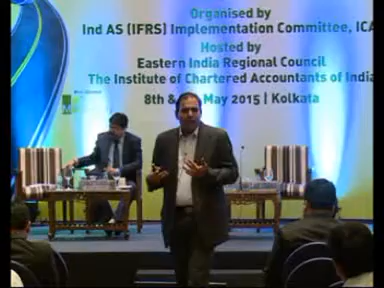 Organised by
Ind AS (IFRS) Implementation Committee, ICA
Hosted by
Eastern India Regional Council
The Institute of Chartered Accountants of India
8th & May 2015 | Kolkata